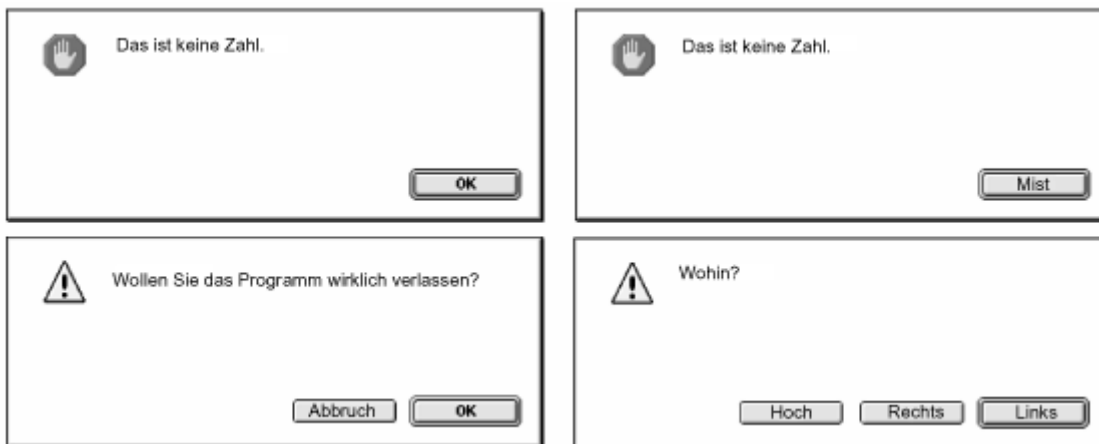 Das ist keine Zahl.
OK
Das ist keine Zahl.
Mist
Wollen Sie das Programm wirklich verlassen?
Abbruch OK
Wohin?
Hoch Rechts Links